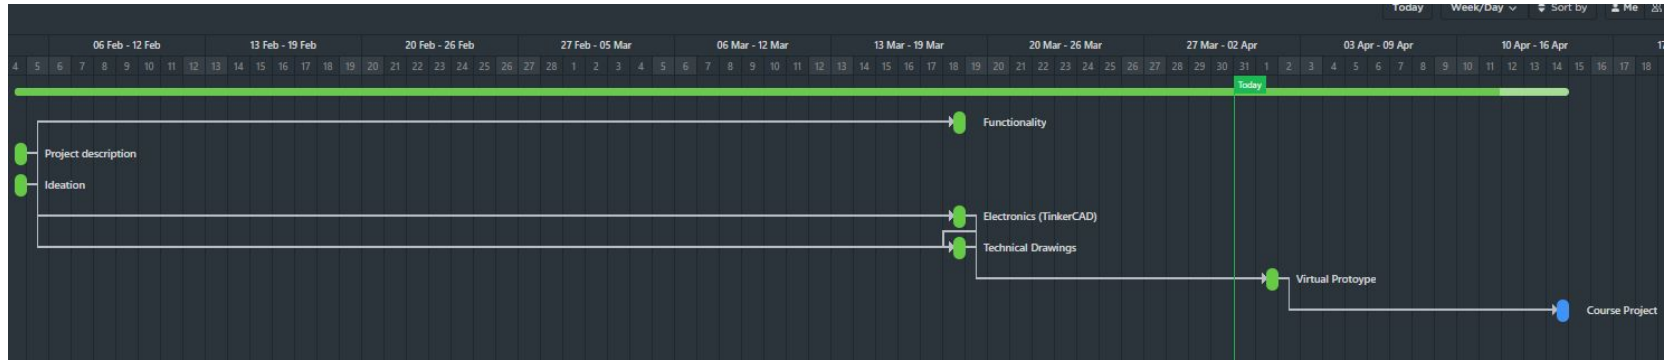 Today Week/Day Sort by Me
06 Feb - 12 Feb 13 Feb - 19 Feb 20 Feb - 26 Feb 27 Feb - 05 Mar 06 Mar - 12 Mar 13 Mar - 19 Mar 20 Mar - 26 Mar 27 Mar - 02 Apr 03 Apr - 09 Apr 10 Apr - 16 Apr 17
4 5 6 7 8 9 10 11 12 13 14 15 16 17 18 19 20 21 22 23 24 25 26 27 28 1 2 3 4 5 6 7 8 9 10 11 12 13 14 15 16 17 18 19 20 21 22 23 24 25 26 27 28 29 30 31 1 2 3 4 5 6 7 8 9 10 11 12 13 14 15 16 17 18
Today
Functionality
Project description
Ideation
Electronics (TinkerCAD)
Technical Drawings
Virtual Protoype
Course Project